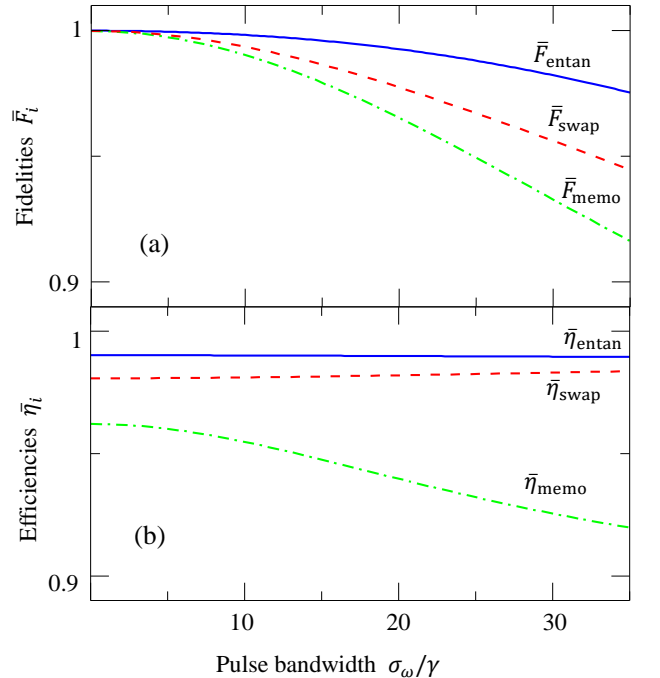 1
F̄entan
F̄swap
F̄memo
Fidelities F̄i
(a)
0.9
1
η̄entan
η̄swap
η̄memo
Efficiencies η̄i
(b)
0.9
10 20 30
Pulse bandwidth σω/γ